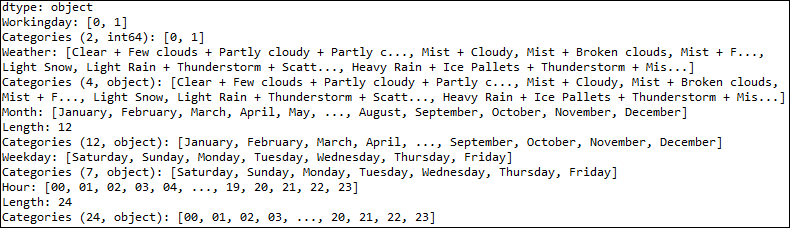 dtype: object
Workingday: [0, 1]
Categories (2, int64): [0, 1]
Weather: [Clear + Few clouds + Partly cloudy + Partly c..., Mist + Cloudy, Mist + Broken clouds, Mist + F...,
Light Snow, Light Rain + Thunderstorm + Scatt..., Heavy Rain + Ice Pallets + Thunderstorm + Mis...]
Categories (4, object): [Clear + Few clouds + Partly cloudy + Partly c..., Mist + Cloudy, Mist + Broken clouds,
Mist + F..., Light Snow, Light Rain + Thunderstorm + Scatt..., Heavy Rain + Ice Pallets + Thunderstorm + Mis...]
Month: [January, February, March, April, May, ..., August, September, October, November, December]
Length: 12
Categories (12, object): [January, February, March, April, ..., September, October, November, December]
Weekday: [Saturday, Sunday, Monday, Tuesday, Wednesday, Thursday, Friday]
Categories (7, object): [Saturday, Sunday, Monday, Tuesday, Wednesday, Thursday, Friday]
Hour: [00, 01, 02, 03, 04, ..., 19, 20, 21, 22, 23]
Length: 24
Categories (24, object): [00, 01, 02, 03, ..., 20, 21, 22, 23]